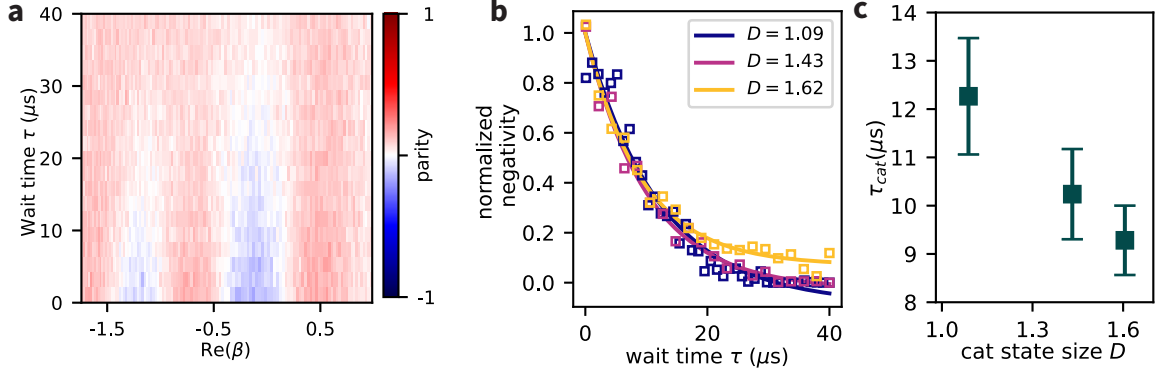 a
Wait time τ (μs)
40
30
20
10
0
-1.5
-0.5
0.5
Re(β)
1
-1
parity
b
normalized
negativity
1.0
0.8
0.6
0.4
0.2
0.0
0
20
40
wait time τ (μs)
D = 1.09
D = 1.43
D = 1.62
c
τcat(μs)
14
13
12
11
10
9
8
1.0
1.3
1.6
cat state size D